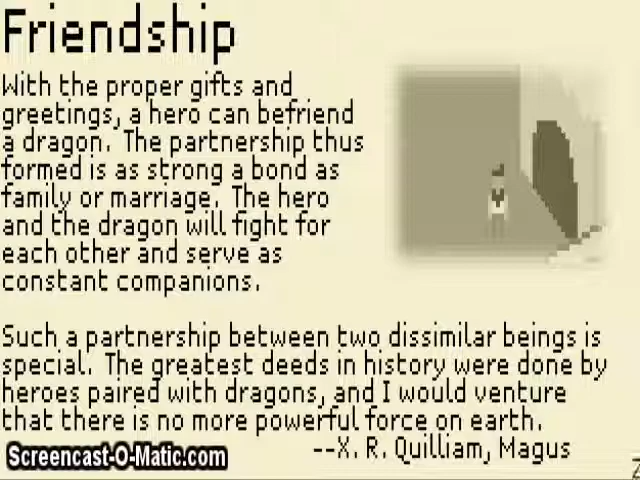 Friendship
With the proper gifts and
greetings, a hero can befriend
a dragon. The partnership thus
formed is as strong a bond as
family or marriage. The hero
and the dragon will fight for
each other and serve as
constant companions.
Such a partnership between two dissimilar beings is
special. The greatest deeds in history were done by
heroes paired with dragons, and I would venture
that there is no more powerful force on earth.
--X. R. Quilliam, Magus
Screencast-O-Matic.com